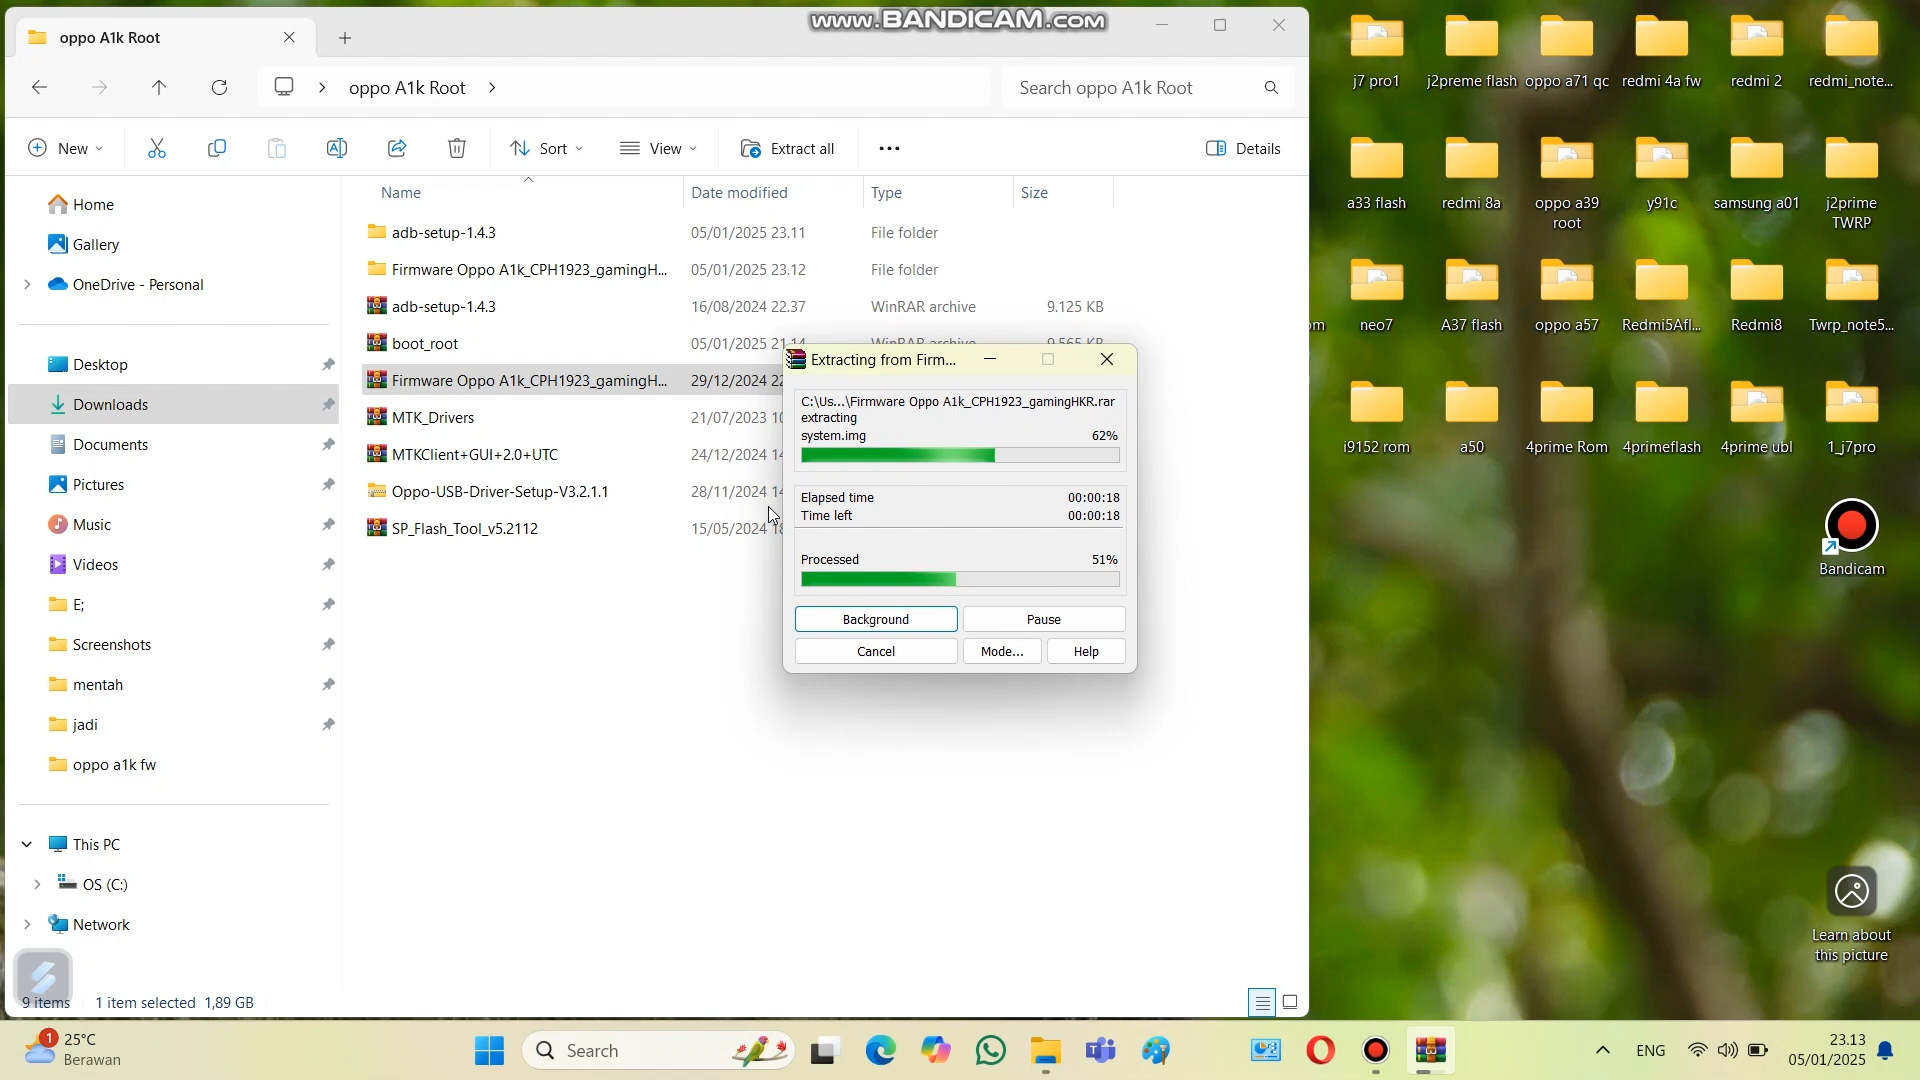 oppo A1k Root
www.BANDICAM.com
oppo A1k Root
Search oppo A1k Root
New
Sort
View
Extract all
Details
Name
Date modified
Type
Size
adb-setup-1.4.3 05/01/2025 23.11 File folder
Firmware Oppo A1k_CPH1923_gamingH... 05/01/2025 23.12 File folder
adb-setup-1.4.3 16/08/2024 22.37 WinRAR archive 9.125 KB
boot_root 05/01/2025 21.14 WinRAR archive 9.565 KB
Firmware Oppo A1k_CPH1923_gamingH... 29/12/2024 22
MTK_Drivers 21/07/2023 10
MTKClient+GUI+2.0+UTC 24/12/2024 14
Oppo-USB-Driver-Setup-V3.2.1.1 28/11/2024 14
SP_Flash_Tool_v5.2112 15/05/2024 18
Home
Gallery
OneDrive - Personal
Desktop
Downloads
Documents
Pictures
Music
Videos
E;
Screenshots
mentah
jadi
oppo a1k fw
This PC
OS (C:)
Network
9 items 1 item selected 1,89 GB
Extracting from Firm...
C:\Us...\Firmware Oppo A1k_CPH1923_gamingHKR.rar
extracting
system.img 62%
Elapsed time 00:00:18
Time left 00:00:18
Processed 51%
Background
Pause
Cancel
Mode...
Help
j7 pro1
j2preme flash
oppo a71 qc
redmi 4a fw
redmi 2
redmi_note...
a33 flash
redmi 8a
oppo a39
root
y91c
samsung a01
j2prime
TWRP
om
neo7
A37 flash
oppo a57
Redmi5Afl...
Redmi8
Twrp_note5...
i9152 rom
a50
4prime Rom
4primeflash
4prime ubl
1_j7pro
Bandicam
Learn about
this picture
1
25°C
Berawan
Search
ENG
23.13
05/01/2025